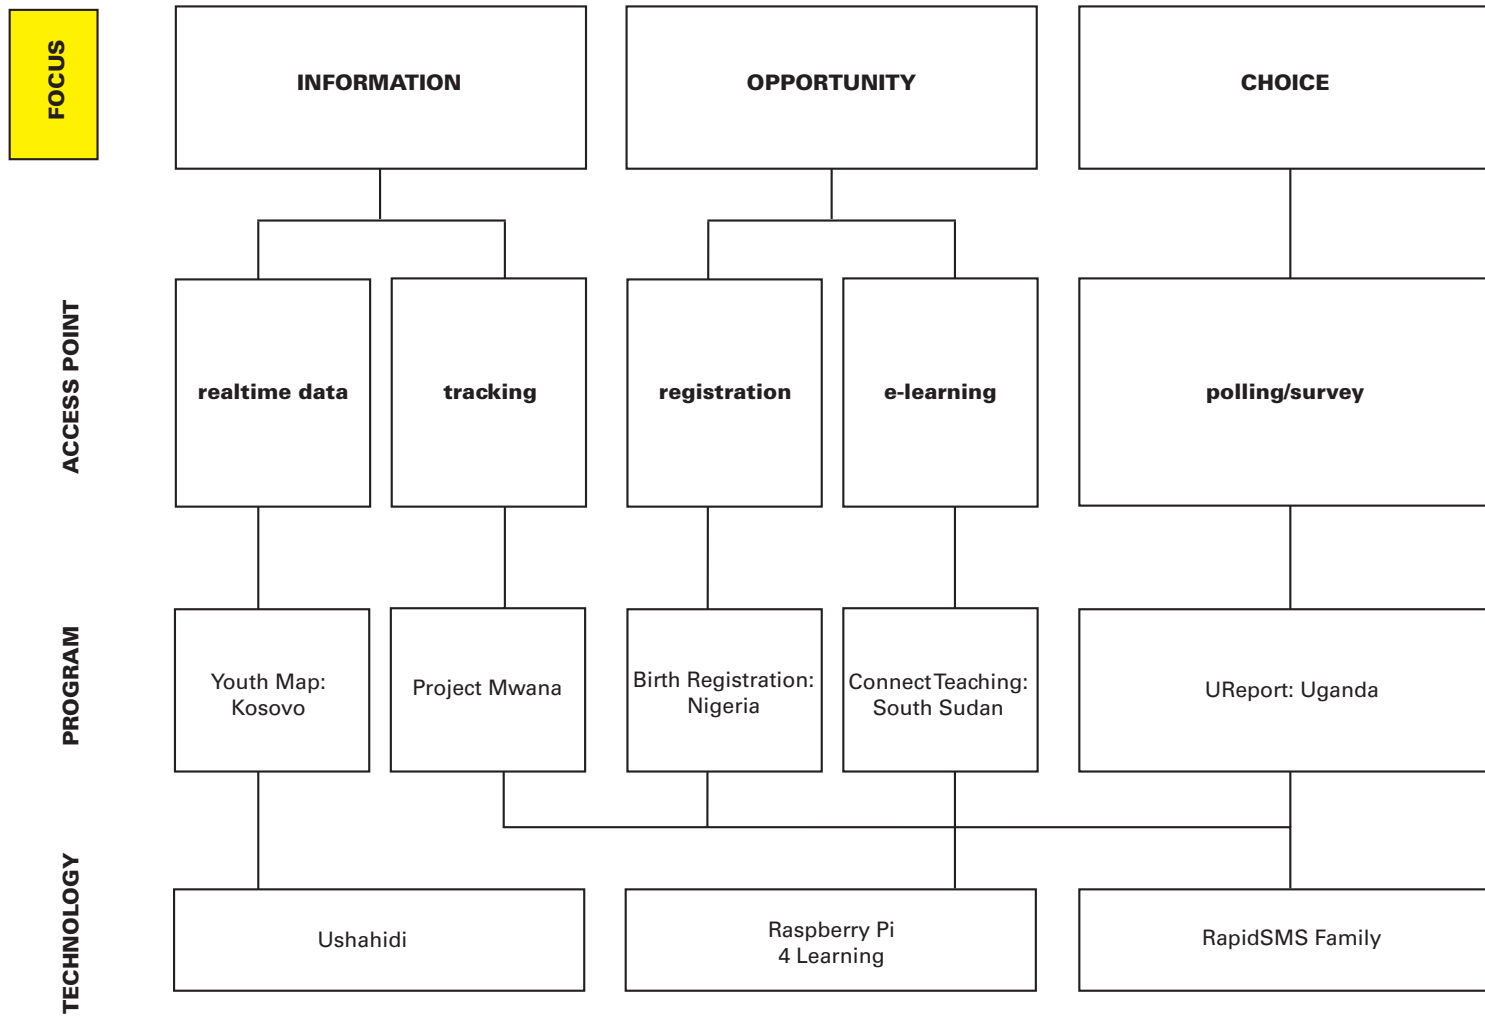 FOCUS
INFORMATION
OPPORTUNITY
CHOICE
ACCESS POINT
realtime data
tracking
registration
e-learning
polling/survey
PROGRAM
Youth Map:
Kosovo
Project Mwana
Birth Registration:
Nigeria
Connect Teaching:
South Sudan
UReport: Uganda
TECHNOLOGY
Ushahidi
Raspberry Pi
4 Learning
RapidSMS Family